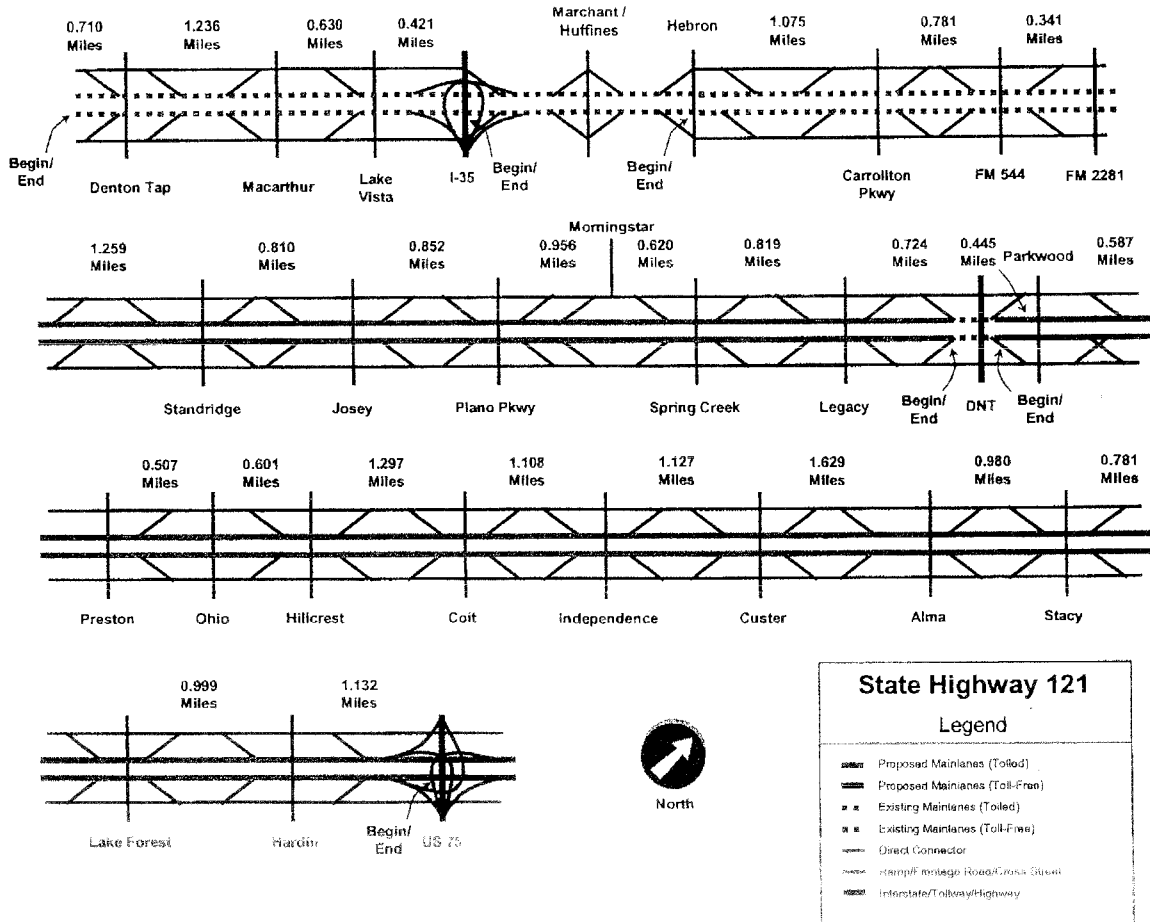 0.710 Miles
1.236 Miles
0.630 Miles
0.421 Miles
Marchant / Huffines
Hebron
1.075 Miles
0.781 Miles
0.341 Miles
Begin/ End
Denton Tap
Macarthur
Lake Vista
I-35
Begin/ End
Begin/ End
Carrollton Pkwy
FM 544
FM 2281
Morningstar
1.259 Miles
0.810 Miles
0.852 Miles
0.956 Miles
0.620 Miles
0.819 Miles
0.724 Miles
0.445 Miles
Parkwood
0.587 Miles
Standridge
Josey
Plano Pkwy
Spring Creek
Legacy
Begin/ End
DNT
Begin/ End
0.507 Miles
0.601 Miles
1.297 Miles
1.108 Miles
1.127 Miles
1.629 Miles
0.980 Miles
0.781 Miles
Preston
Ohio
Hillcrest
Coit
Independence
Custer
Alma
Stacy
0.999 Miles
1.132 Miles
Lake Forest
Hardin
Begin/ End
US 75
North
State Highway 121
Legend
Proposed Mainlanes (Tolled)
Proposed Mainlanes (Toll-Free)
Existing Mainlanes (Tolled)
Existing Mainlanes (Toll-Free)
Direct Connector
Ramp/Frontage Road/Cross Street
Interstate/Tollway/Highway